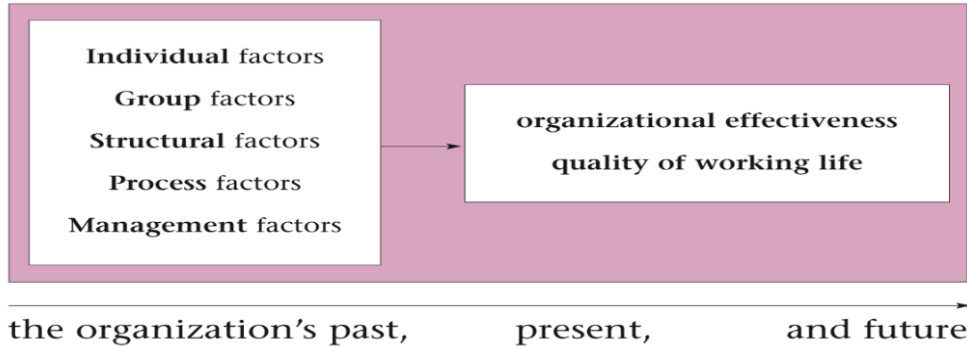 Individual factors
Group factors
Structural factors
Process factors
Management factors
organizational effectiveness
quality of working life
the organization’s past, present, and future